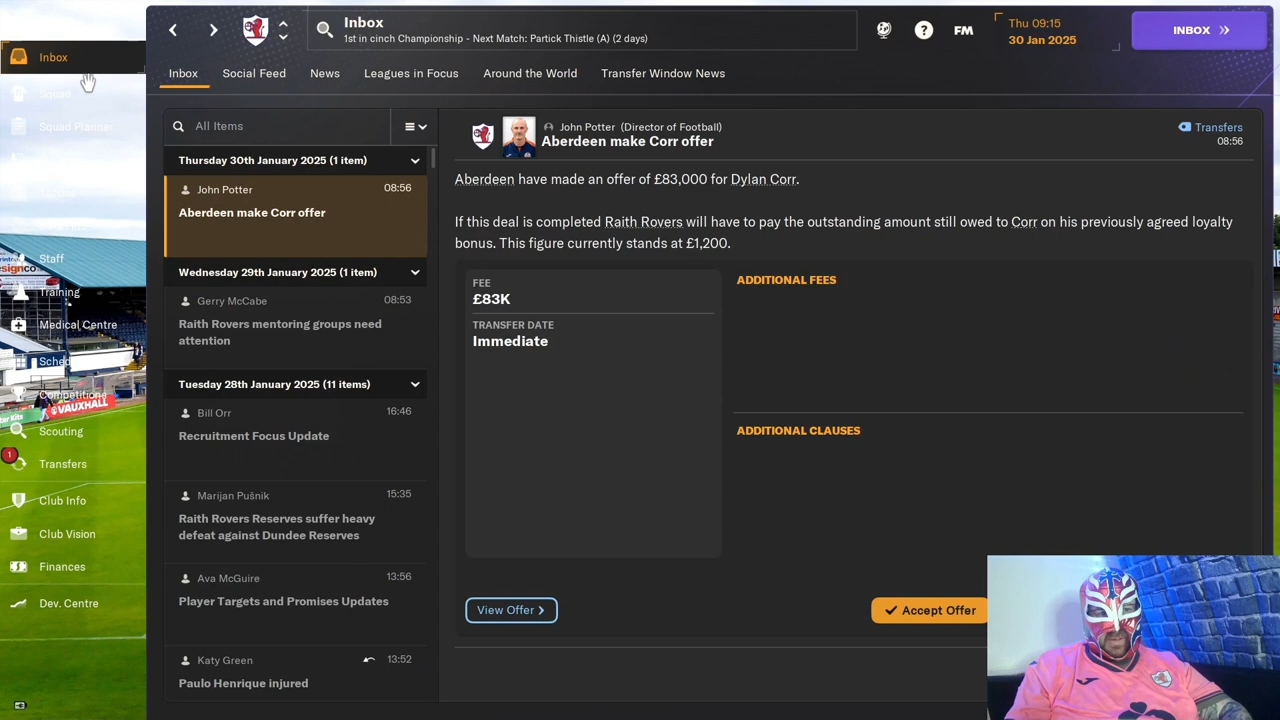 Inbox
1st in cinch Championship - Next Match: Partick Thistle (A) (2 days)
?
FM
Thu 09:15
30 Jan 2025
INBOX
Inbox
Squad
Squad Planner
Staff
Training
Medical Centre
Sched
Competitions
Scouting
1
Transfers
Club Info
Club Vision
Finances
Dev. Centre
VAUXHALL
Inbox
Social Feed
News
Leagues in Focus
Around the World
Transfer Window News
All Items
Thursday 30th January 2025 (1 item)
John Potter
08:56
Aberdeen make Corr offer
Wednesday 29th January 2025 (1 item)
Gerry McCabe
08:53
Raith Rovers mentoring groups need
attention
Tuesday 28th January 2025 (11 items)
Bill Orr
16:46
Recruitment Focus Update
Marijan Pušnik
15:35
Raith Rovers Reserves suffer heavy
defeat against Dundee Reserves
Ava McGuire
13:56
Player Targets and Promises Updates
Katy Green
13:52
Paulo Henrique injured
John Potter (Director of Football)
Aberdeen make Corr offer
Transfers
08:56
Aberdeen have made an offer of £83,000 for Dylan Corr.
If this deal is completed Raith Rovers will have to pay the outstanding amount still owed to Corr on his previously agreed loyalty
bonus. This figure currently stands at £1,200.
FEE
£83K
TRANSFER DATE
Immediate
ADDITIONAL FEES
ADDITIONAL CLAUSES
View Offer
Accept Offer